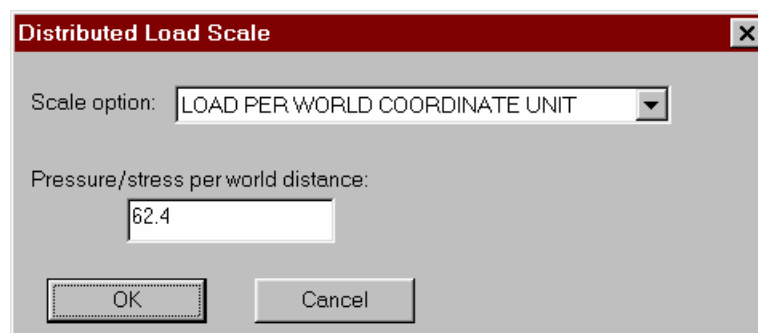 Distributed Load Scale
Scale option: LOAD PER WORLD COORDINATE UNIT
Pressure/stress per world distance:
62.4
OK Cancel